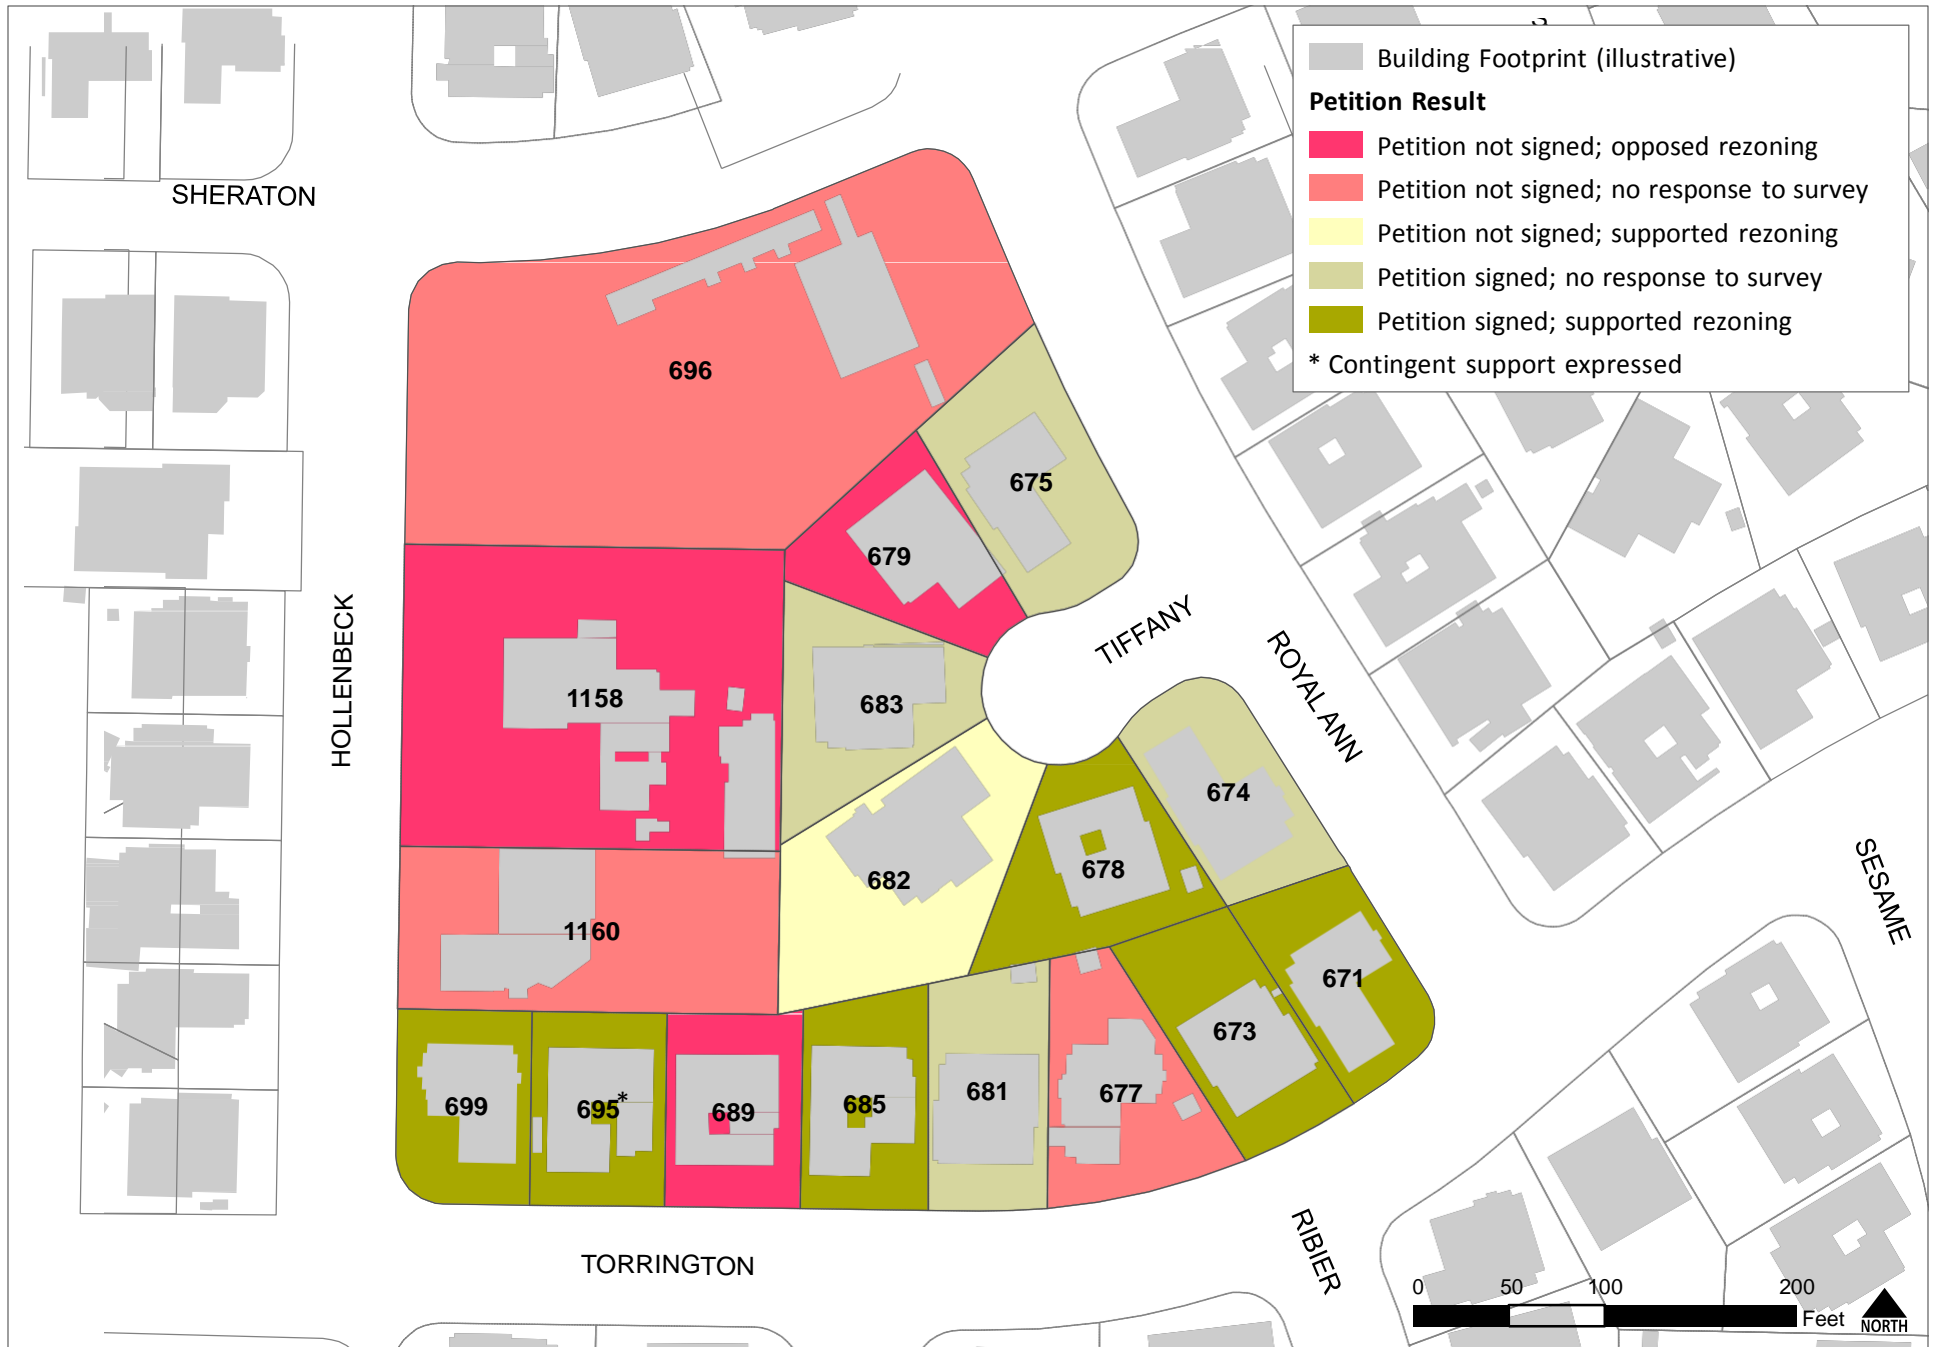 Building Footprint (illustrative)
Petition Result
Petition not signed; opposed rezoning
Petition not signed; no response to survey
Petition not signed; supported rezoning
Petition signed; no response to survey
Petition signed; supported rezoning
* Contingent support expressed
SHERATON
696
675
679
HOLLENBECK
TIFFANY
ROYAL ANN
1158
683
674
678
682
SESAME
1160
671
673
699
695*
689
685
681
677
TORRINGTON
RIBIER
0 50 100 200
Feet
NORTH